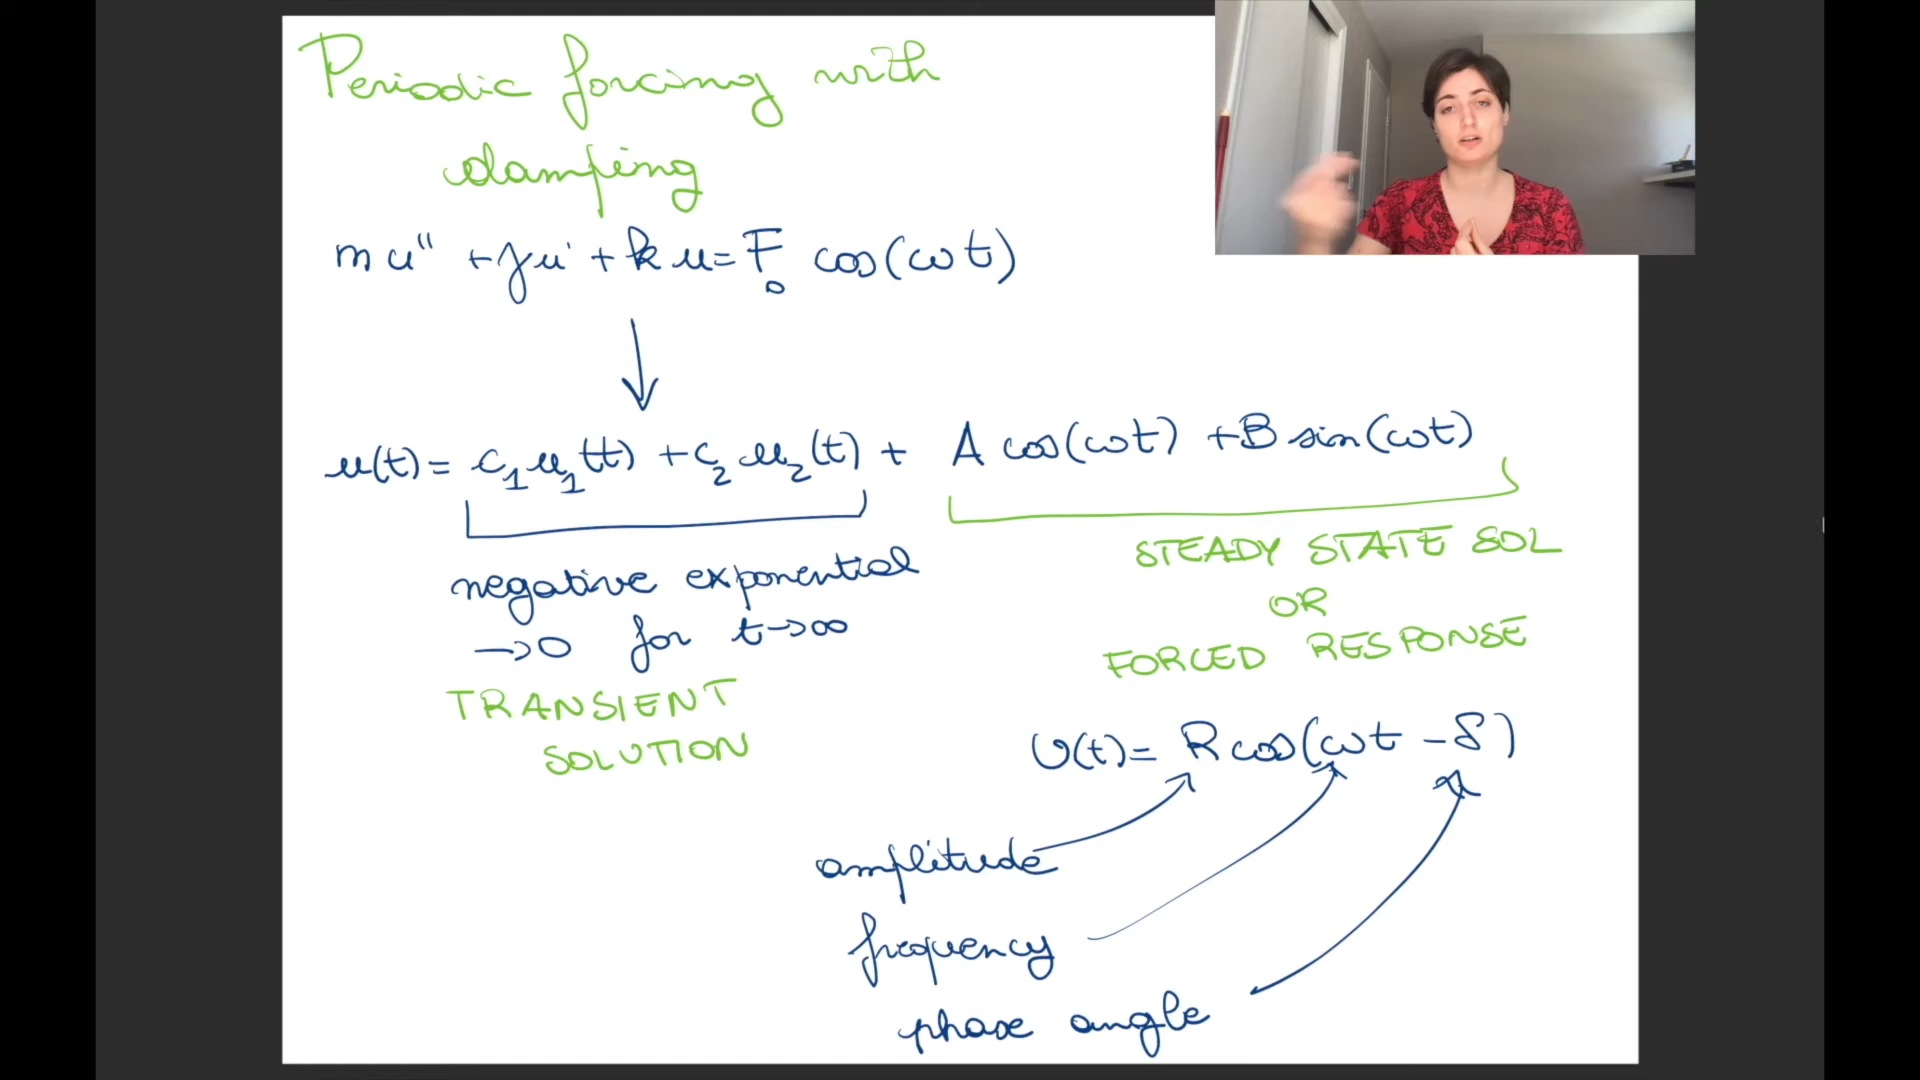 Periodic forcing with
damping
mu'' + γu' + ku = F₀ cos(ωt)
u(t) = c₁u₁(t) + c₂u₂(t) + A cos(ωt) + B sin(ωt)
negative exponential
→0 for t→∞
TRANSIENT
SOLUTION
STEADY STATE SOL
OR
FORCED RESPONSE
U(t) = R cos(ωt - δ)
amplitude
frequency
phase angle